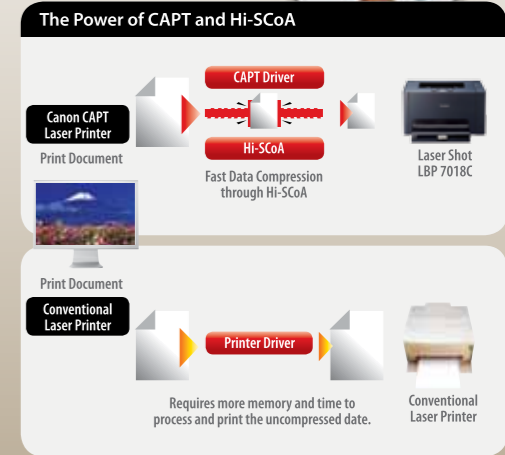 The Power of CAPT and Hi-SCoA
CAPT Driver
Canon CAPT
Laser Printer
Print Document
Hi-SCoA
Fast Data Compression
through Hi-SCoA
Laser Shot
LBP 7018C
Print Document
Conventional
Laser Printer
Printer Driver
Requires more memory and time to
process and print the uncompressed date.
Conventional
Laser Printer